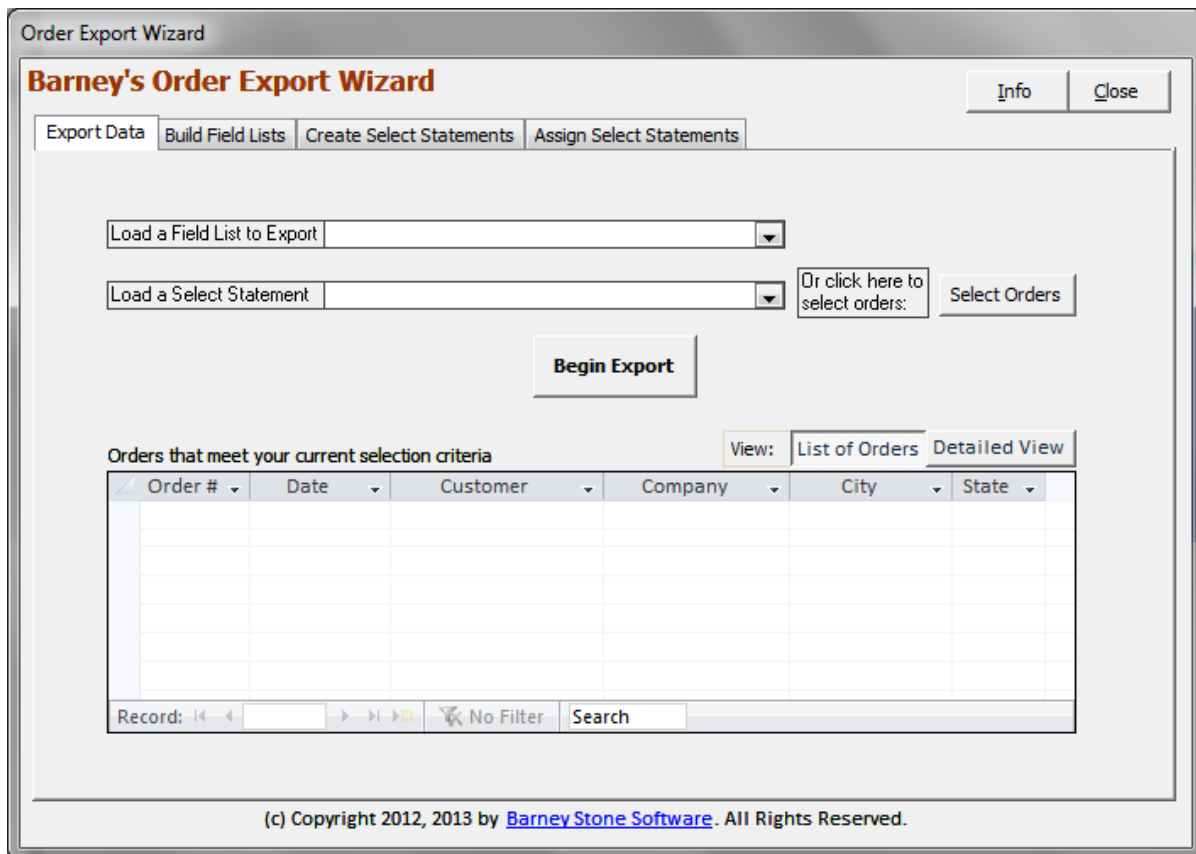 Order Export Wizard
Barney's Order Export Wizard
Info Close
Export Data Build Field Lists Create Select Statements Assign Select Statements
Load a Field List to Export
Load a Select Statement
Or click here to
select orders:
Select Orders
Begin Export
Orders that meet your current selection criteria
View: List of Orders Detailed View
Order # Date Customer Company City State
Record: No Filter Search
(c) Copyright 2012, 2013 by Barney Stone Software. All Rights Reserved.